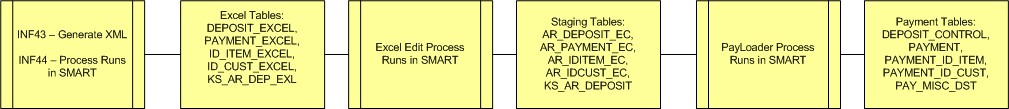 INF43 – Generate XML
INF44 – Process Runs
in SMART
Excel Tables:
DEPOSIT_EXCEL,
PAYMENT_EXCEL,
ID_ITEM_EXCEL,
ID_CUST_EXCEL,
KS_AR_DEP_EXL
Excel Edit Process
Runs in SMART
Staging Tables:
AR_DEPOSIT_EC,
AR_PAYMENT_EC,
AR_IDITEM_EC,
AR_IDCUST_EC,
KS_AR_DEPOSIT
PayLoader Process
Runs in SMART
Payment Tables:
DEPOSIT_CONTROL,
PAYMENT,
PAYMENT_ID_ITEM,
PAYMENT_ID_CUST,
PAY_MISC_DST